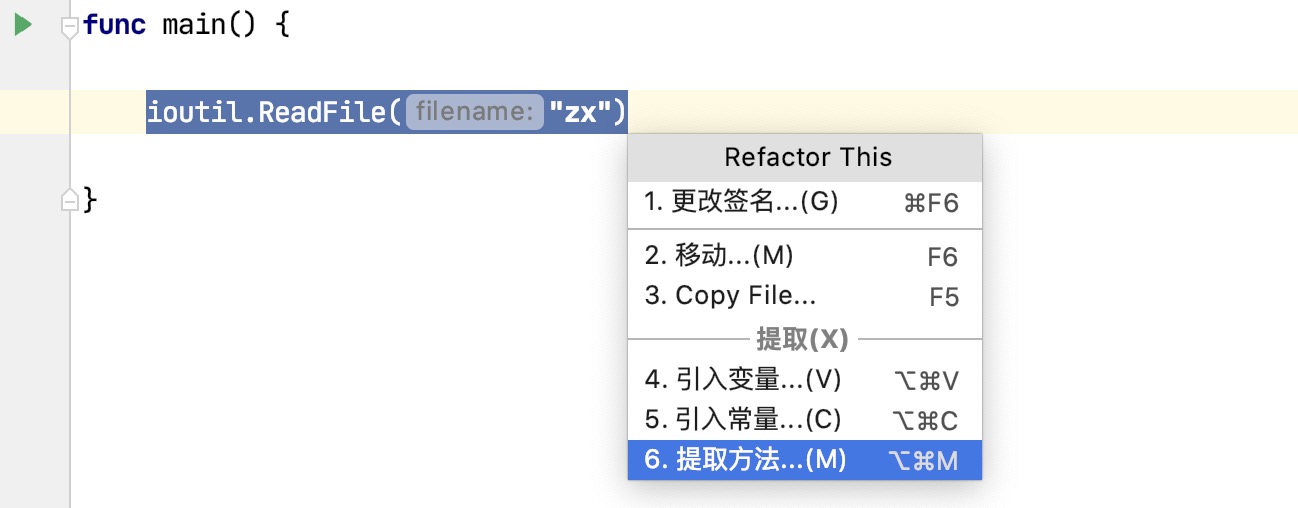 func main() {
ioutil.ReadFile( filename: "zx")
}
Refactor This
1. 更改签名...(G) ⌘F6
2. 移动...(M) F6
3. Copy File... F5
提取(X)
4. 引入变量...(V) ⌥⌘V
5. 引入常量...(C) ⌥⌘C
6. 提取方法...(M) ⌥⌘M